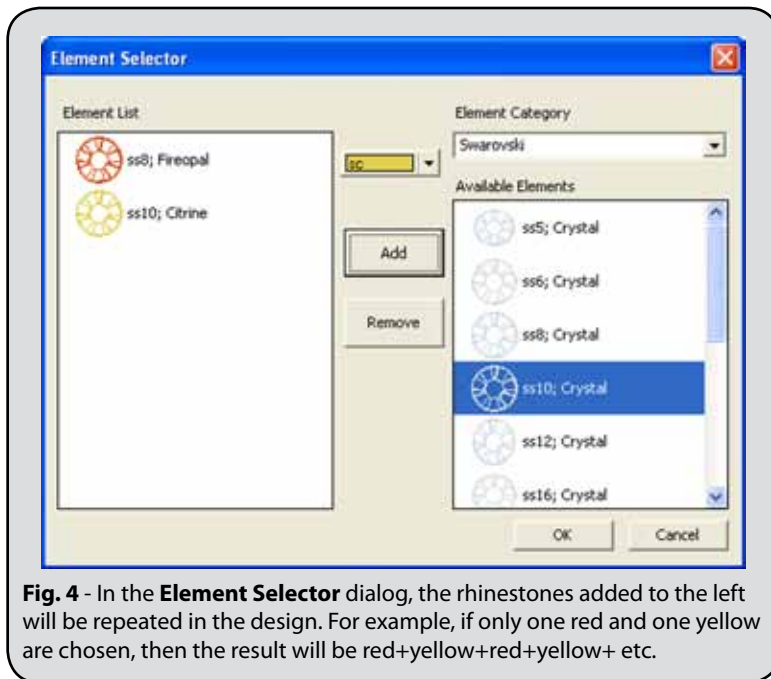 Element Selector
Element List
ss8; Fireopal
ss10; Citrine
sc
Add
Remove
Element Category
Swarovski
Available Elements
ss5; Crystal
ss6; Crystal
ss8; Crystal
ss10; Crystal
ss12; Crystal
ss16; Crystal
OK
Cancel
Fig. 4 - In the Element Selector dialog, the rhinestones added to the left
will be repeated in the design. For example, if only one red and one yellow
are chosen, then the result will be red+yellow+red+yellow+ etc.